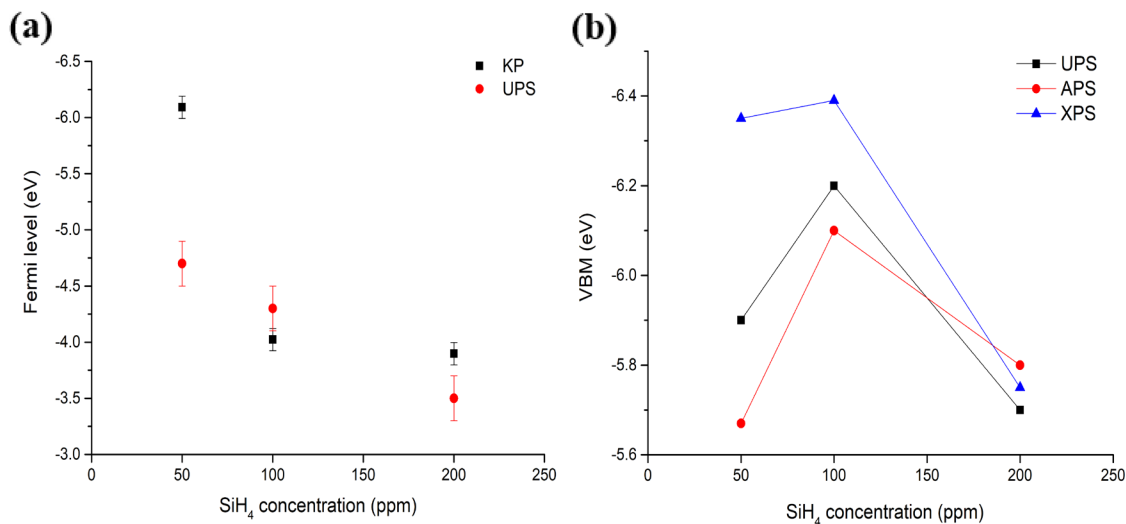 (a)
KP
UPS
-6.5
-6.0
-5.5
-5.0
-4.5
-4.0
-3.5
-3.0
Fermi level (eV)
0 50 100 150 200 250
SiH₄ concentration (ppm)
(b)
UPS
APS
XPS
-6.4
-6.2
-6.0
-5.8
-5.6
VBM (eV)
0 50 100 150 200 250
SiH₄ concentration (ppm)